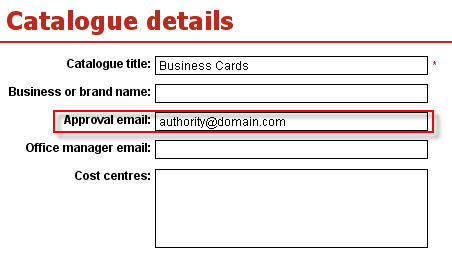 Catalogue details
Catalogue title: Business Cards *
Business or brand name:
Approval email: authority@domain.com
Office manager email:
Cost centres: